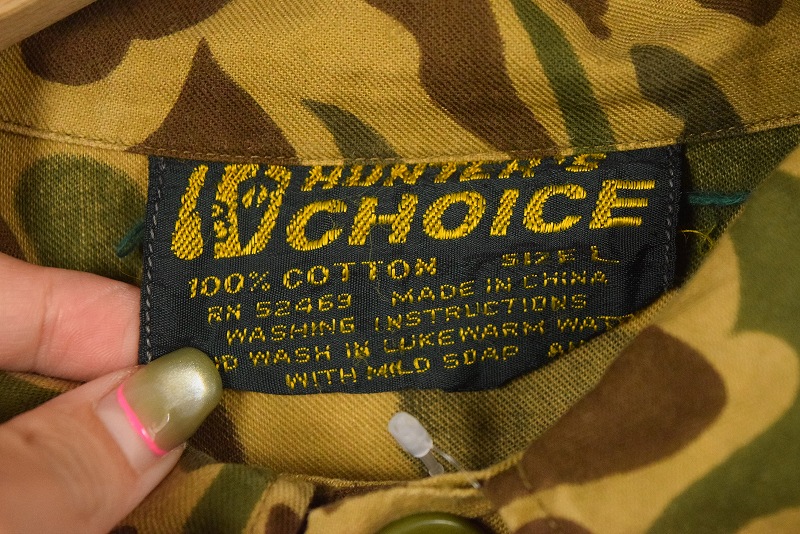 HUNTER'S
CHOICE
100% COTTON SIZE L
RN 52469 MADE IN CHINA
WASHING INSTRUCTIONS
WASH IN LUKEWARM
WITH MILD SOAP